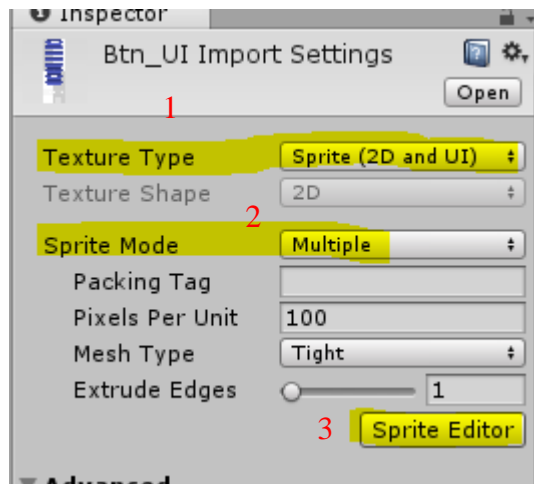 Inspector
Btn_UI Import Settings
Open
1
Texture Type Sprite (2D and UI)
Texture Shape 2D
2
Sprite Mode Multiple
Packing Tag
Pixels Per Unit 100
Mesh Type Tight
Extrude Edges 1
3 Sprite Editor
Advanced